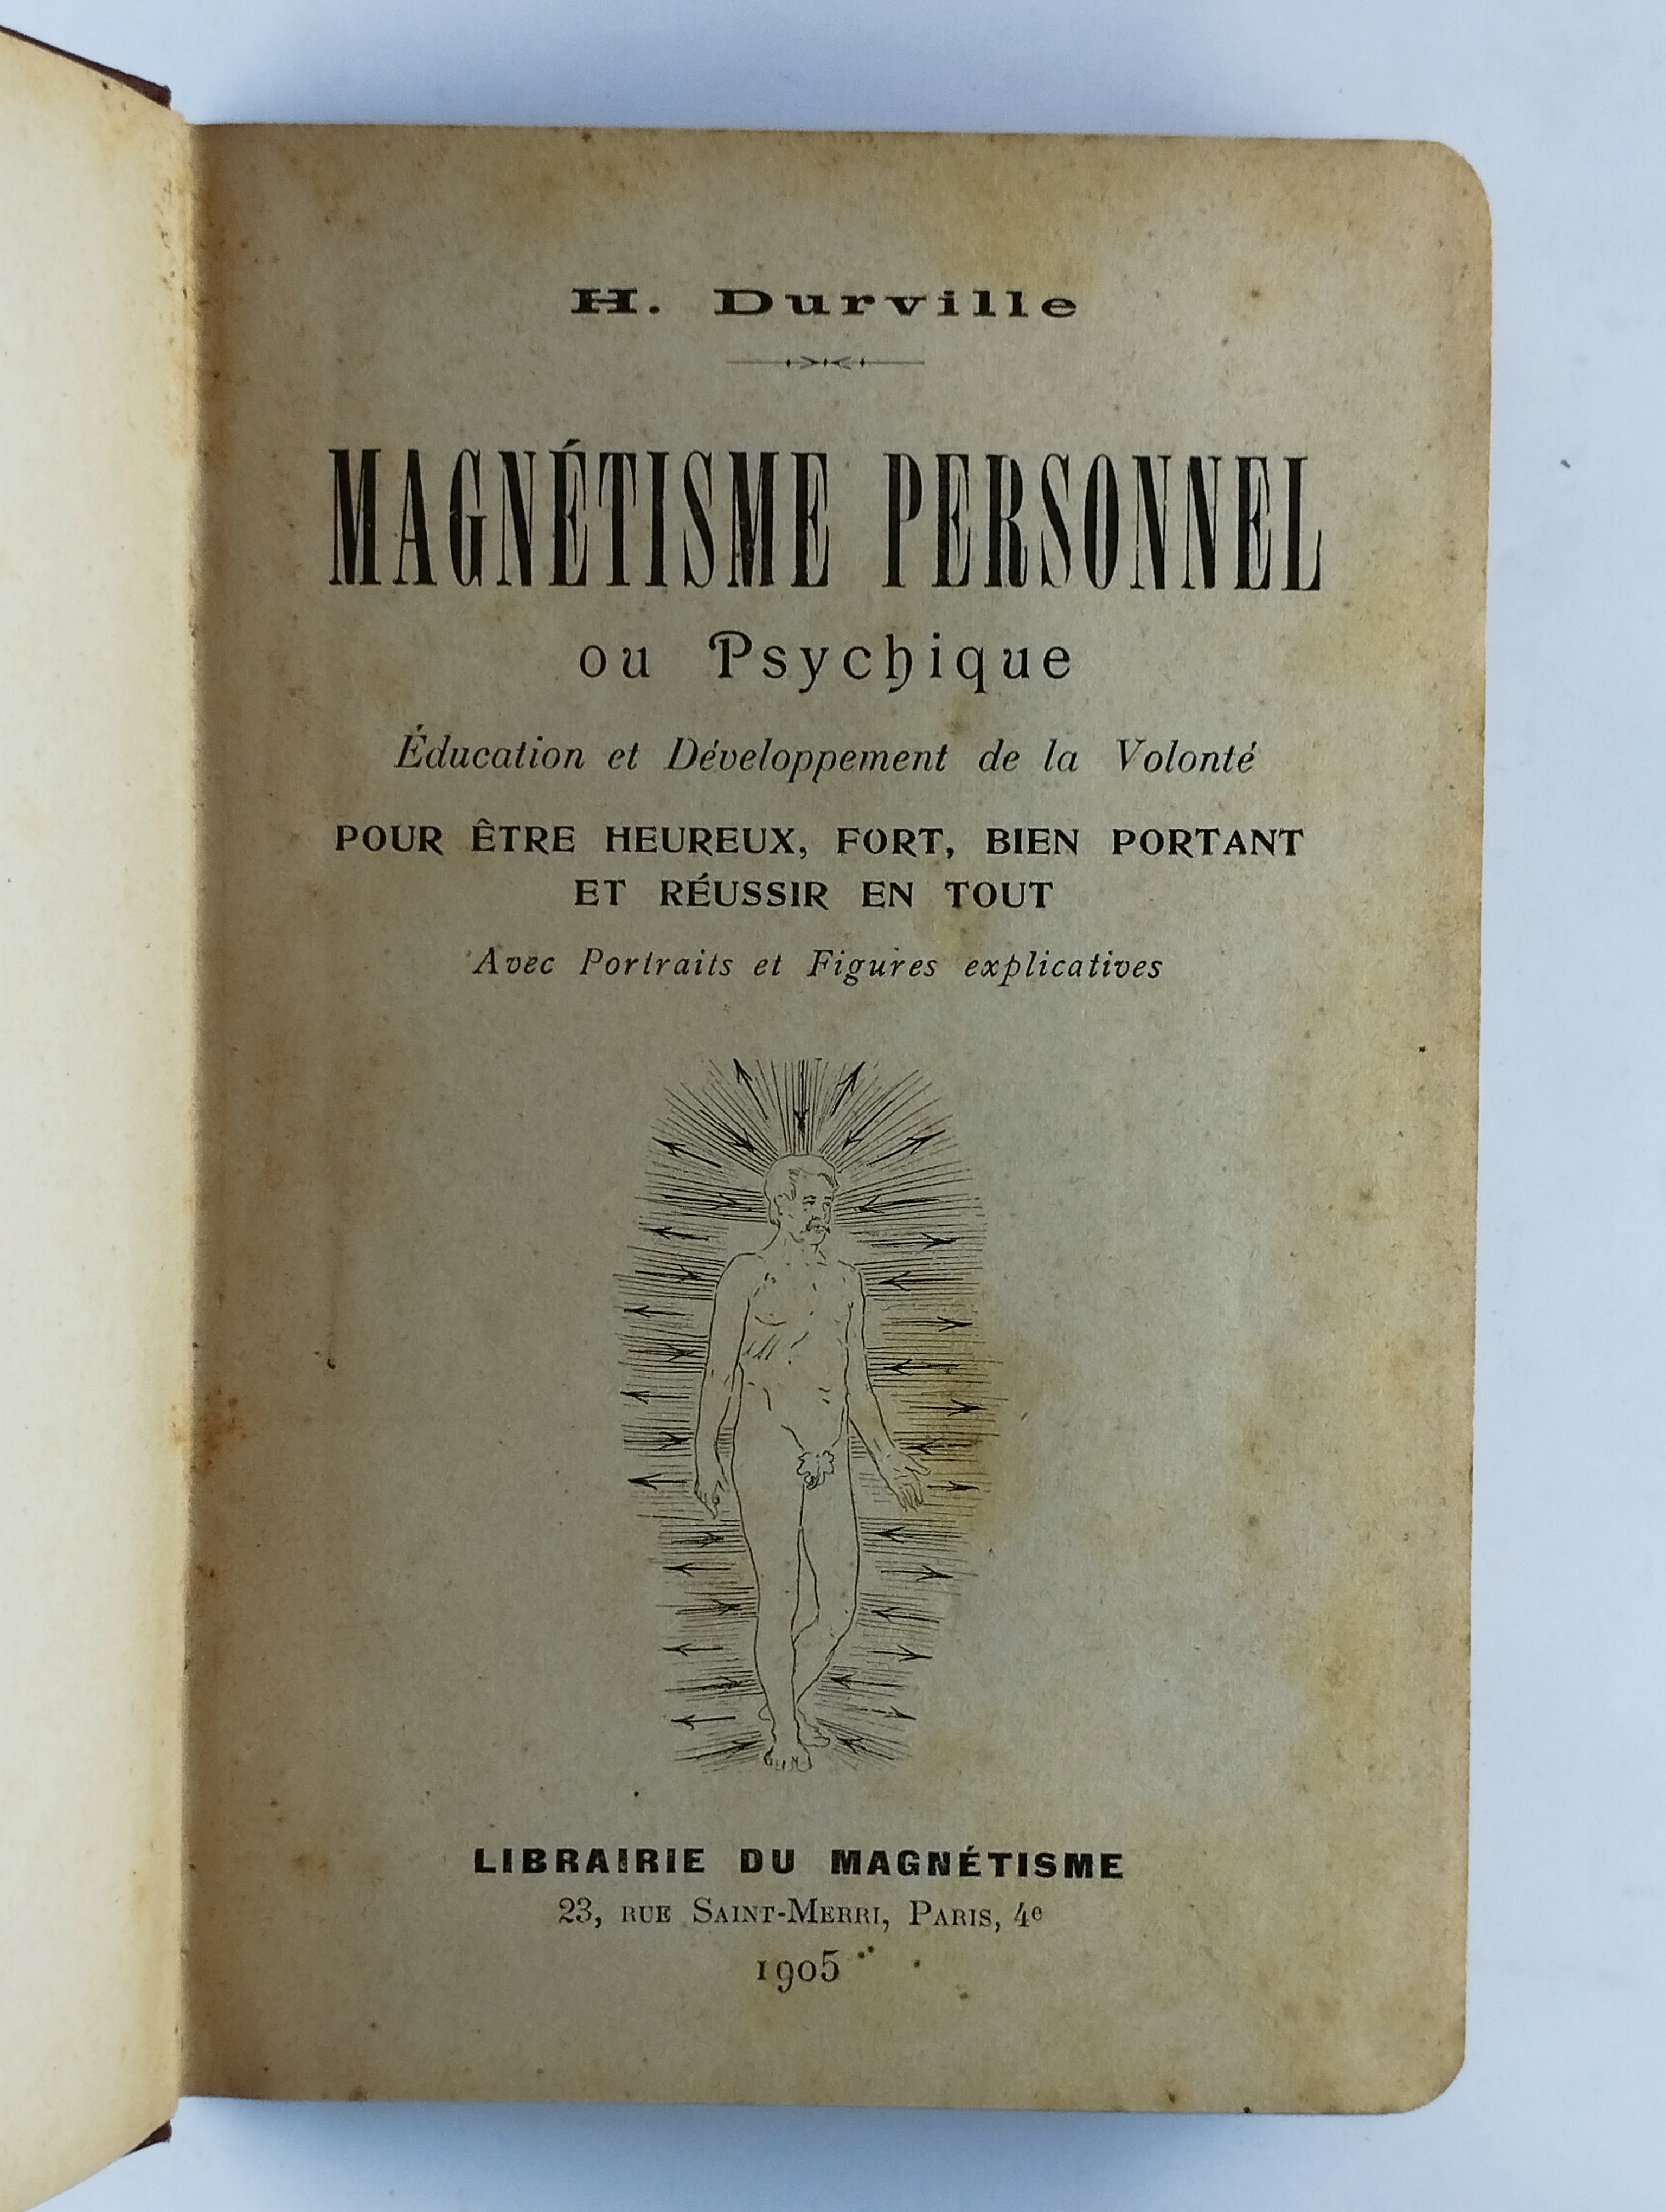 H. Durville
MAGNÉTISME PERSONNEL
ou Psychique
Éducation et Développement de la Volonté
POUR ÊTRE HEUREUX, FORT, BIEN PORTANT
ET RÉUSSIR EN TOUT
Avec Portraits et Figures explicatives
LIBRAIRIE DU MAGNÉTISME
23, RUE SAINT-MERRI, PARIS, 4e
1905